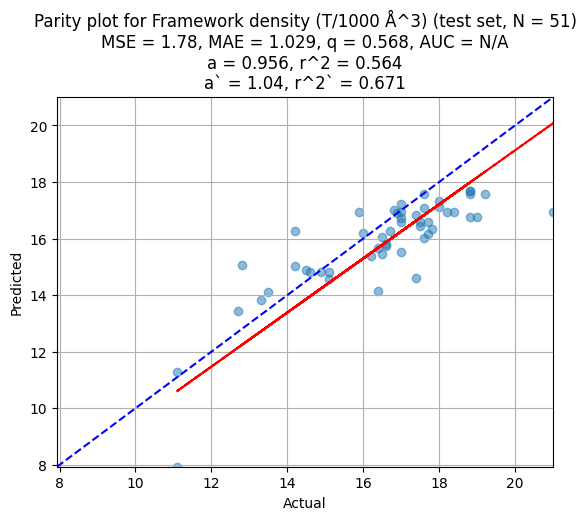 Parity plot for Framework density (T/1000 Å^3) (test set, N = 51)
MSE = 1.78, MAE = 1.029, q = 0.568, AUC = N/A
a = 0.956, r^2 = 0.564
a` = 1.04, r^2` = 0.671
20
18
16
14
12
10
8
Predicted
8 10 12 14 16 18 20
Actual